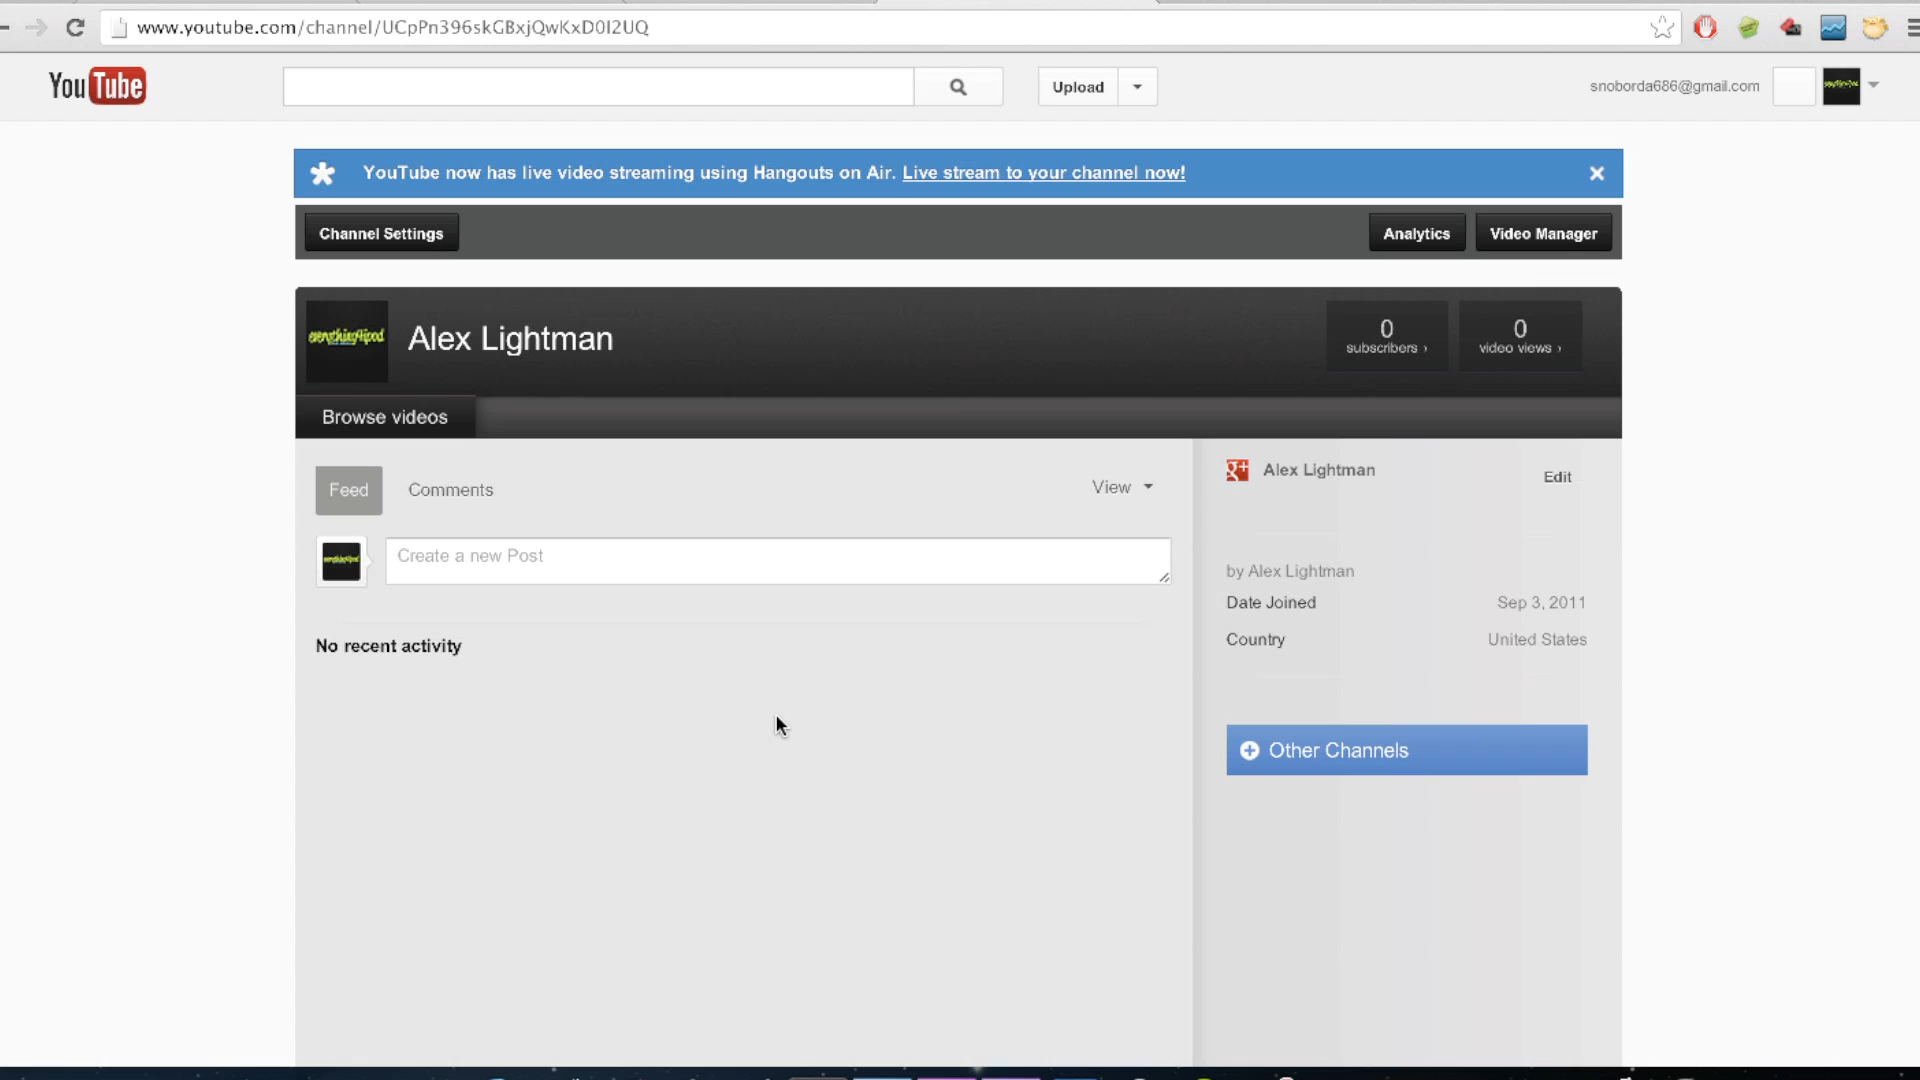 www.youtube.com/channel/UCpPn396skGBxjQwKxD0I2UQ
YouTube
Upload
snoborda686@gmail.com
YouTube now has live video streaming using Hangouts on Air. Live stream to your channel now!
Channel Settings
Analytics
Video Manager
everything4ipod
Alex Lightman
0
subscribers ›
0
video views ›
Browse videos
Feed
Comments
View
g+ Alex Lightman
Edit
Create a new Post
by Alex Lightman
Date Joined
Sep 3, 2011
Country
United States
No recent activity
Other Channels